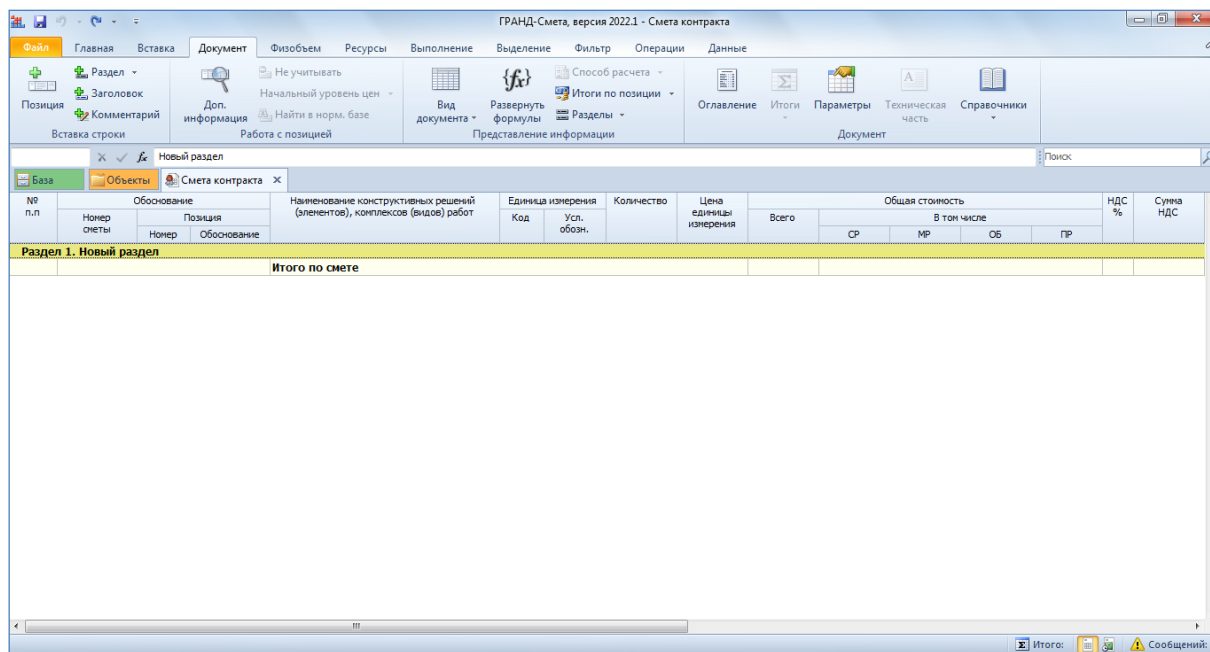 ГРАНД-Смета, версия 2022.1 - Смета контракта
Файл Главная Вставка Документ Физобъем Ресурсы Выполнение Выделение Фильтр Операции Данные
Позиция
Раздел
Заголовок
Комментарий
Вставка строки
Доп. информация
Не учитывать
Начальный уровень цен
Найти в норм. базе
Работа с позицией
Вид документа
Развернуть формулы
Способ расчета
Итоги по позиции
Разделы
Представление информации
Оглавление
Итоги
Параметры
Техническая часть
Справочники
Документ
fx Новый раздел Поиск
База Объекты Смета контракта
№ п.п
Обоснование
Номер сметы
Позиция
Номер Обоснование
Наименование конструктивных решений (элементов), комплексов (видов) работ
Единица измерения
Код Усл. обозн.
Количество
Цена единицы измерения
Общая стоимость
Всего
В том числе
СР МР ОБ ПР
НДС %
Сумма НДС
Раздел 1. Новый раздел
Итого по смете
Σ Итого: Сообщений: